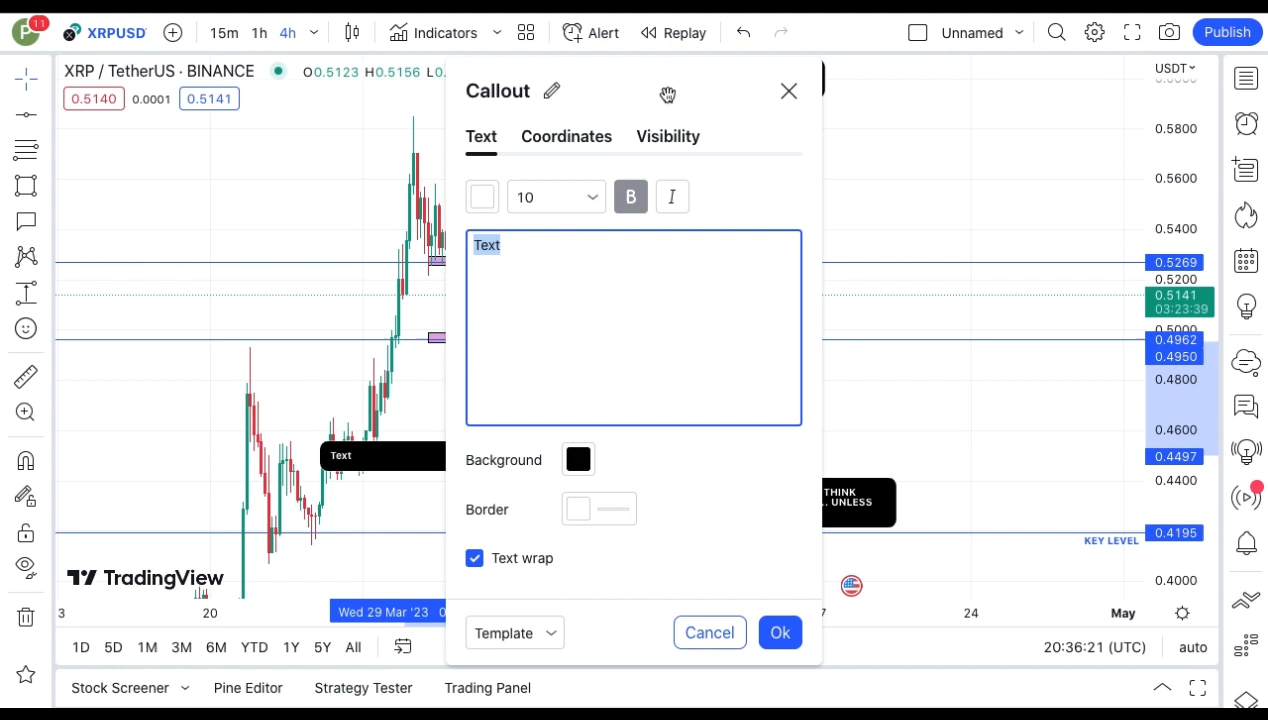 P 11 XRPUSD 15m 1h 4h Indicators Alert Replay Unnamed Publish
XRP / TetherUS · BINANCE O0.5123 H0.5156 L0. USDT
0.5140 0.0001 0.5141
Callout
Text Coordinates Visibility
10 B I
Text
Background
Border
Text wrap
Template Cancel Ok
Text
THINK
. UNLESS
KEY LEVEL
0.5800
0.5600
0.5400
0.5269
0.5200
0.5141
03:23:39
0.5000
0.4962
0.4950
0.4800
0.4600
0.4497
0.4400
0.4195
0.4000
TradingView
3 20 Wed 29 Mar '23 0 7 24 May
1D 5D 1M 3M 6M YTD 1Y 5Y All 20:36:21 (UTC) auto
Stock Screener Pine Editor Strategy Tester Trading Panel